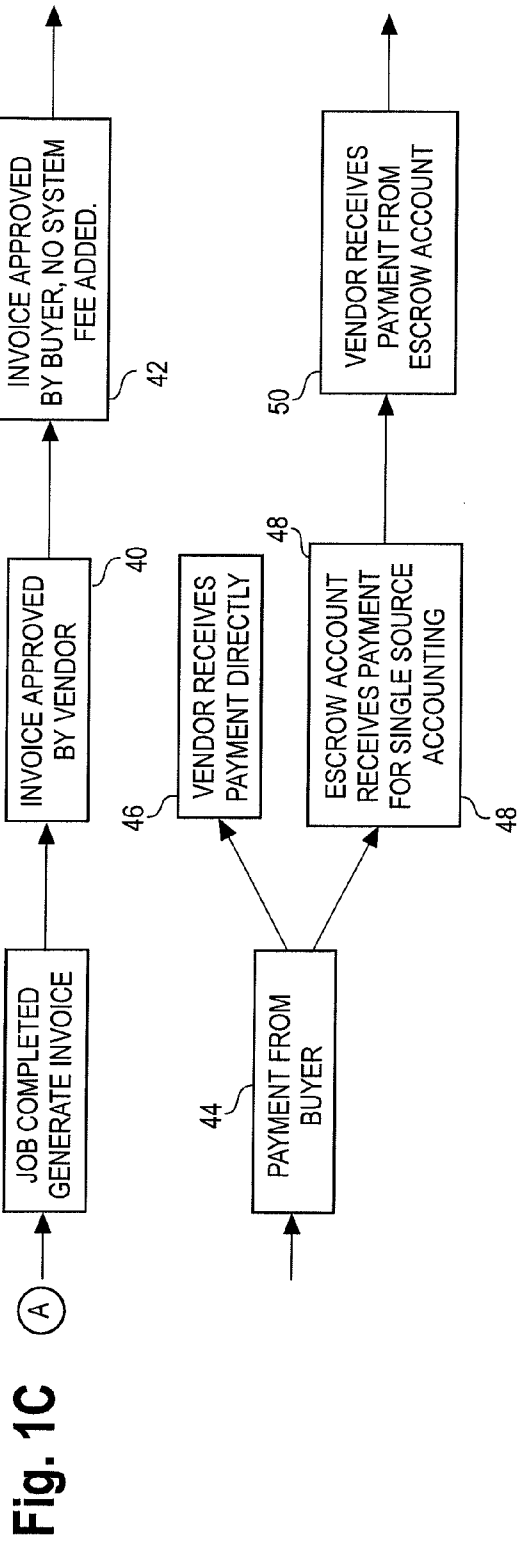 Fig. 1C
A
JOB COMPLETED
GENERATE INVOICE
INVOICE APPROVED
BY VENDOR
40
INVOICE APPROVED
BY BUYER, NO SYSTEM
FEE ADDED.
42
44
PAYMENT FROM
BUYER
46
VENDOR RECEIVES
PAYMENT DIRECTLY
48
ESCROW ACCOUNT
RECEIVES PAYMENT
FOR SINGLE SOURCE
ACCOUNTING
48
50
VENDOR RECEIVES
PAYMENT FROM
ESCROW ACCOUNT